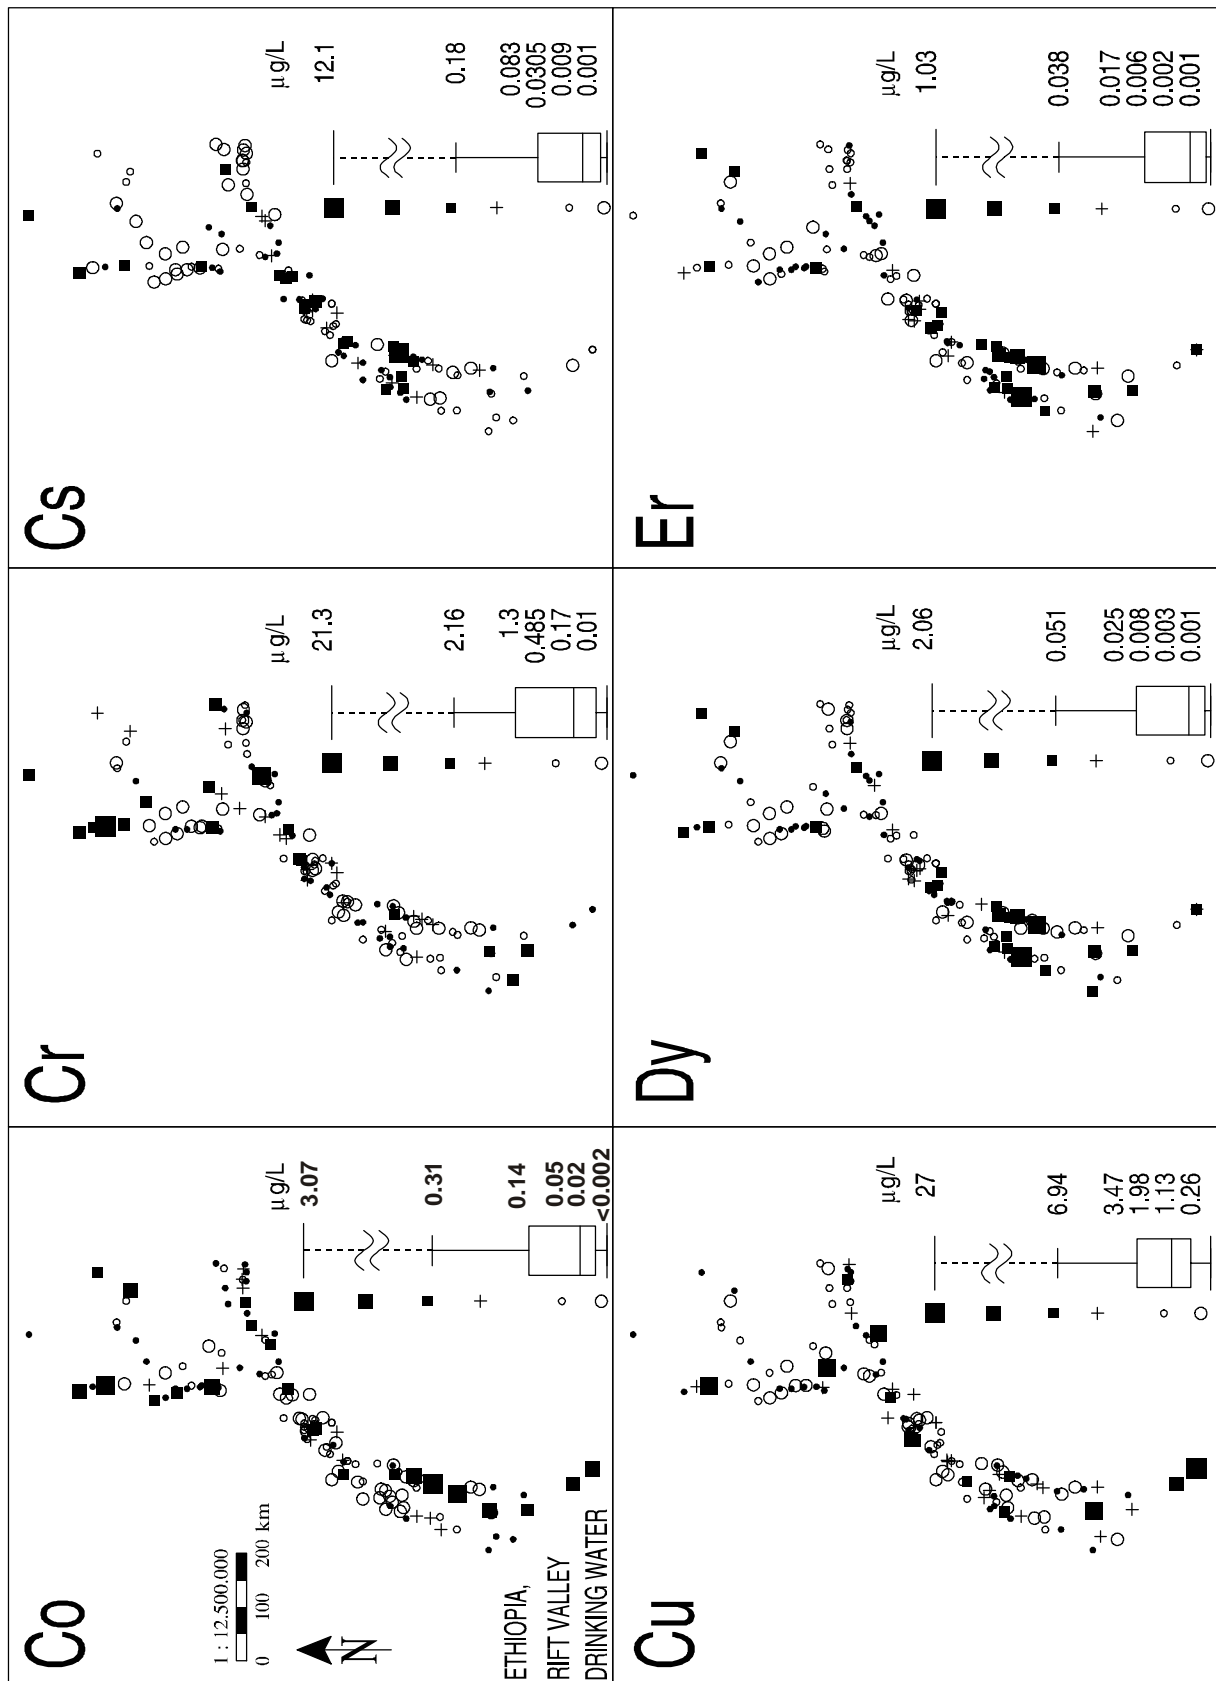 Co
1 : 12.500.000
0 100 200 km
N
ETHIOPIA,
RIFT VALLEY
DRINKING WATER
µg/L
3.07
0.31
0.14
0.05
0.02
<0.002
Cr
µg/L
21.3
2.16
1.3
0.485
0.17
0.01
Cs
µg/L
12.1
0.18
0.083
0.0305
0.009
0.001
Cu
µg/L
27
6.94
3.47
1.98
1.13
0.26
Dy
µg/L
2.06
0.051
0.025
0.008
0.003
0.001
Er
µg/L
1.03
0.038
0.017
0.006
0.002
0.001